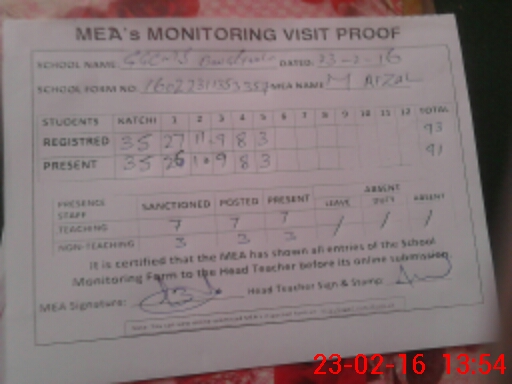 MEA's MONITORING VISIT PROOF
SCHOOL NAME DATED: 23-2-16
SCHOOL FORM NO. MEA NAME M AFZAL
STUDENTS KATCHI 1 2 3 4 5 6 7 8 9 10 11 12 TOTAL
REGISTRED 35 27 11 9 8 3 93
PRESENT 35 26 10 9 8 3 91
PRESENCE STAFF SANCTIONED POSTED PRESENT LEAVE ABSENT DUTY ABSENT
TEACHING 7 7 7 / / /
NON-TEACHING 3 3 3
It is certified that the MEA has shown all entries of the School
Monitoring Form to the Head Teacher before its online submission
MEA Signature: Head Teacher Sign & Stamp:
23-02-16 13:54